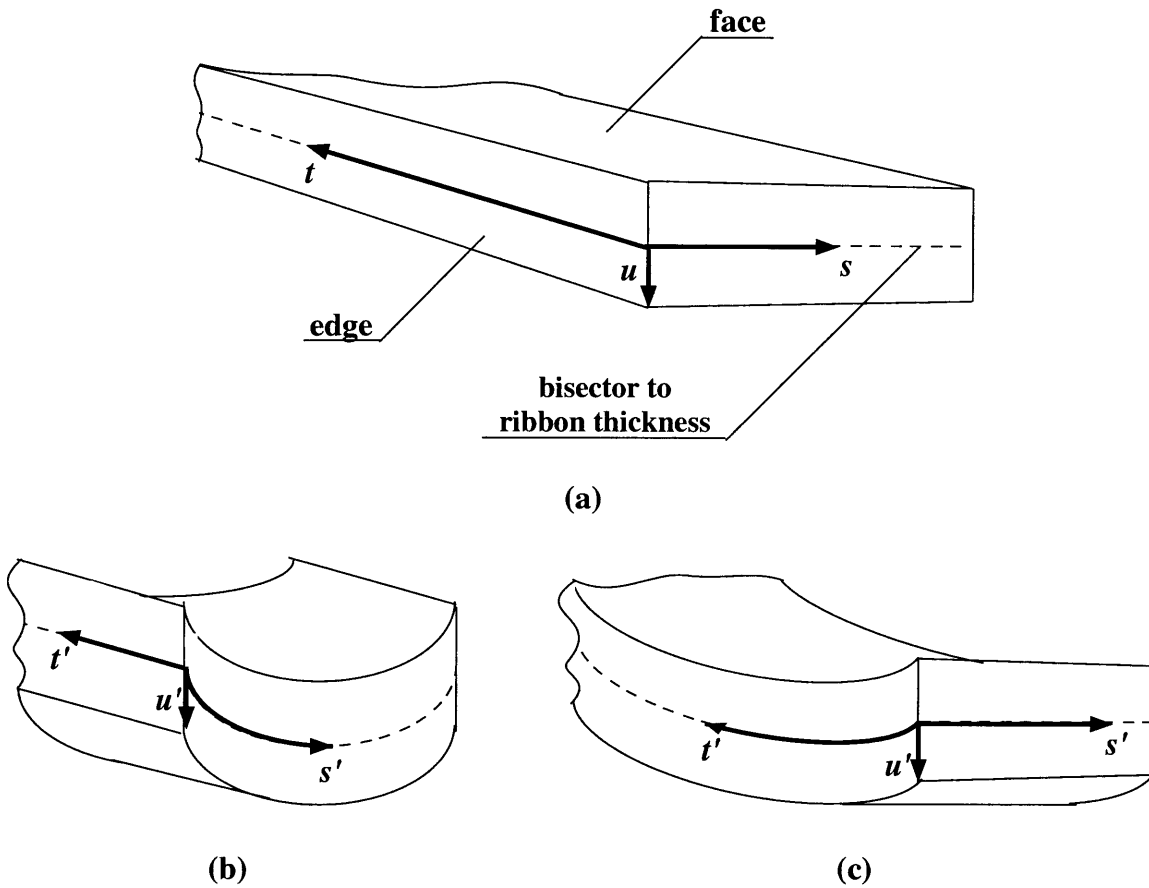 face
t
u
s
edge
bisector to
ribbon thickness
(a)
t'
u'
s'
(b)
t'
u'
s'
(c)